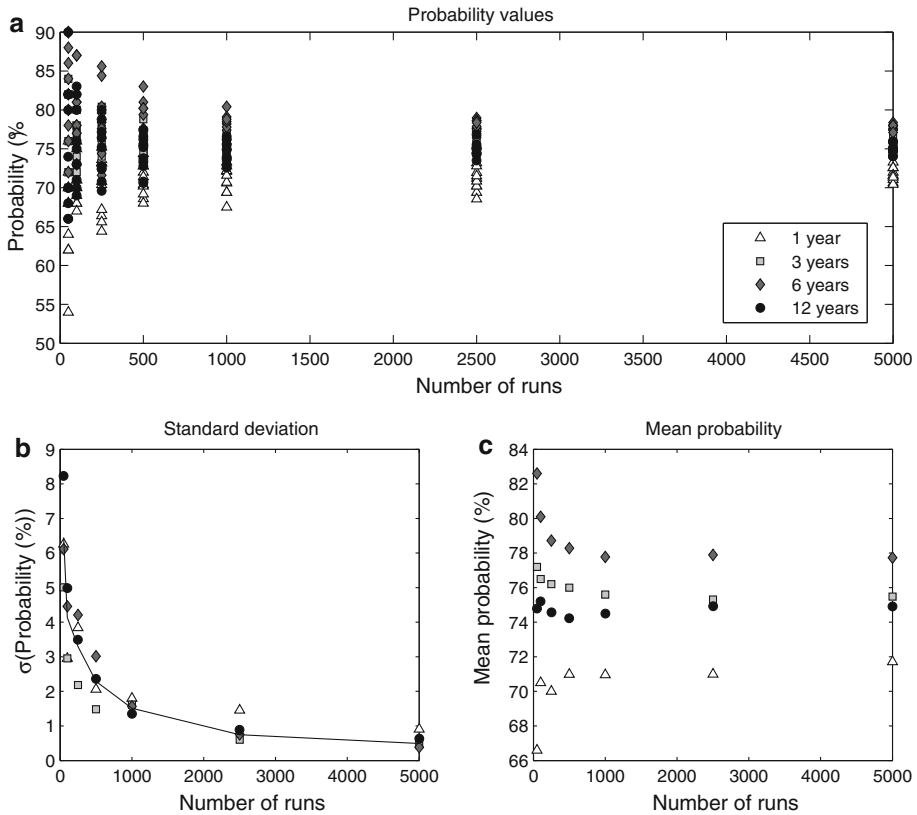 a
Probability values
90
85
80
75
70
65
60
55
50
Probability (%
0 500 1000 1500 2000 2500 3000 3500 4000 4500 5000
Number of runs
1 year
3 years
6 years
12 years
b
Standard deviation
9
8
7
6
5
4
3
2
1
0
σ(Probability (%))
0 1000 2000 3000 4000 5000
Number of runs
c
Mean probability
84
82
80
78
76
74
72
70
68
66
Mean probability (%)
0 1000 2000 3000 4000 5000
Number of runs